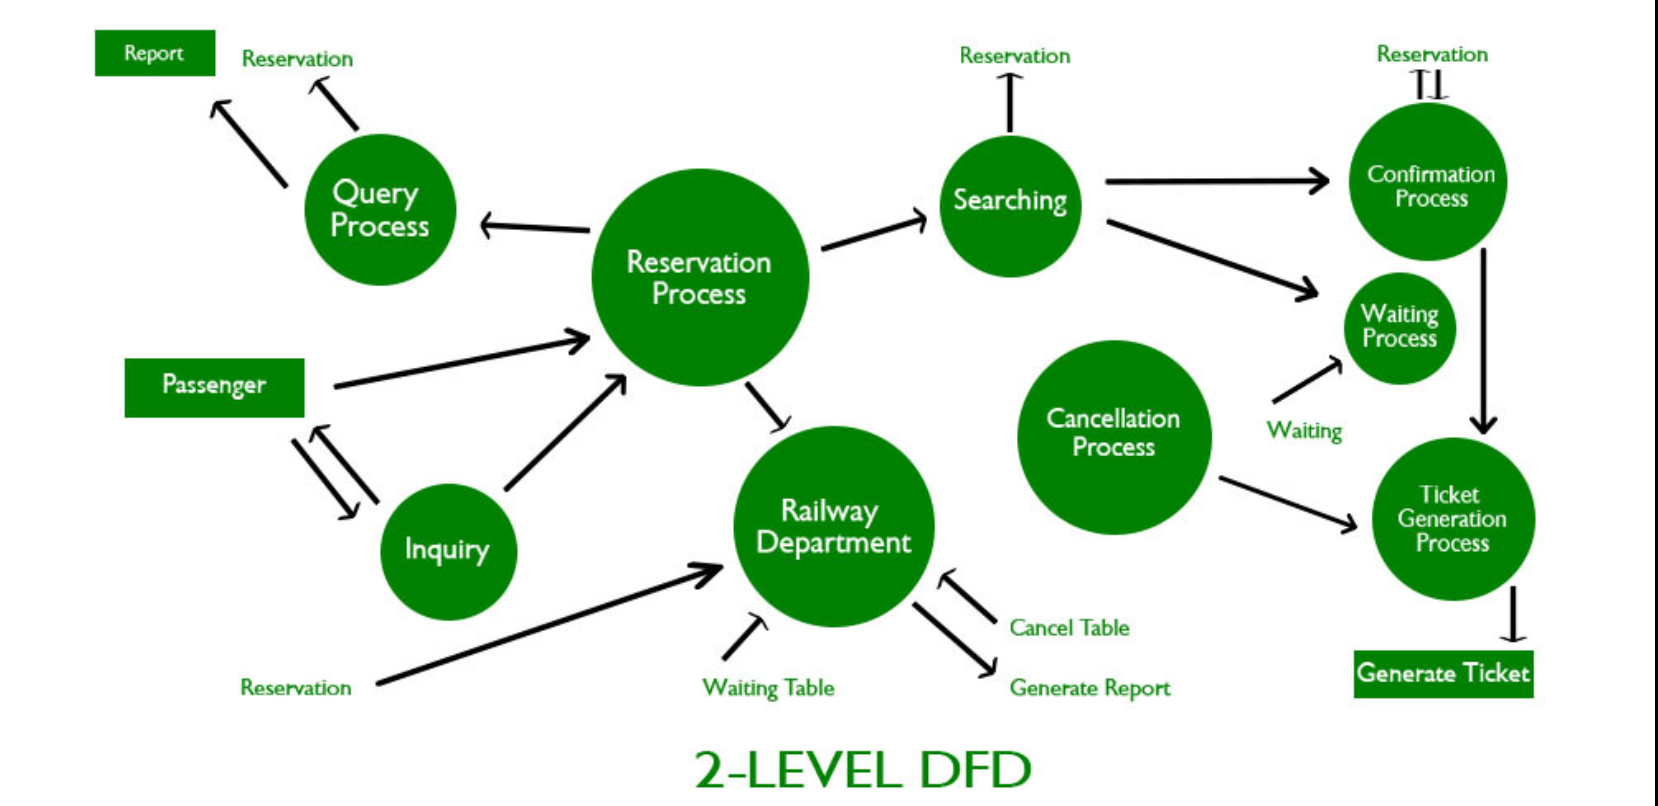 Report
Reservation
Reservation
Reservation
Query
Process
Searching
Confirmation
Process
Reservation
Process
Waiting
Process
Passenger
Cancellation
Process
Waiting
Railway
Department
Ticket
Generation
Process
Inquiry
Cancel Table
Generate Ticket
Reservation
Waiting Table
Generate Report
2-LEVEL DFD